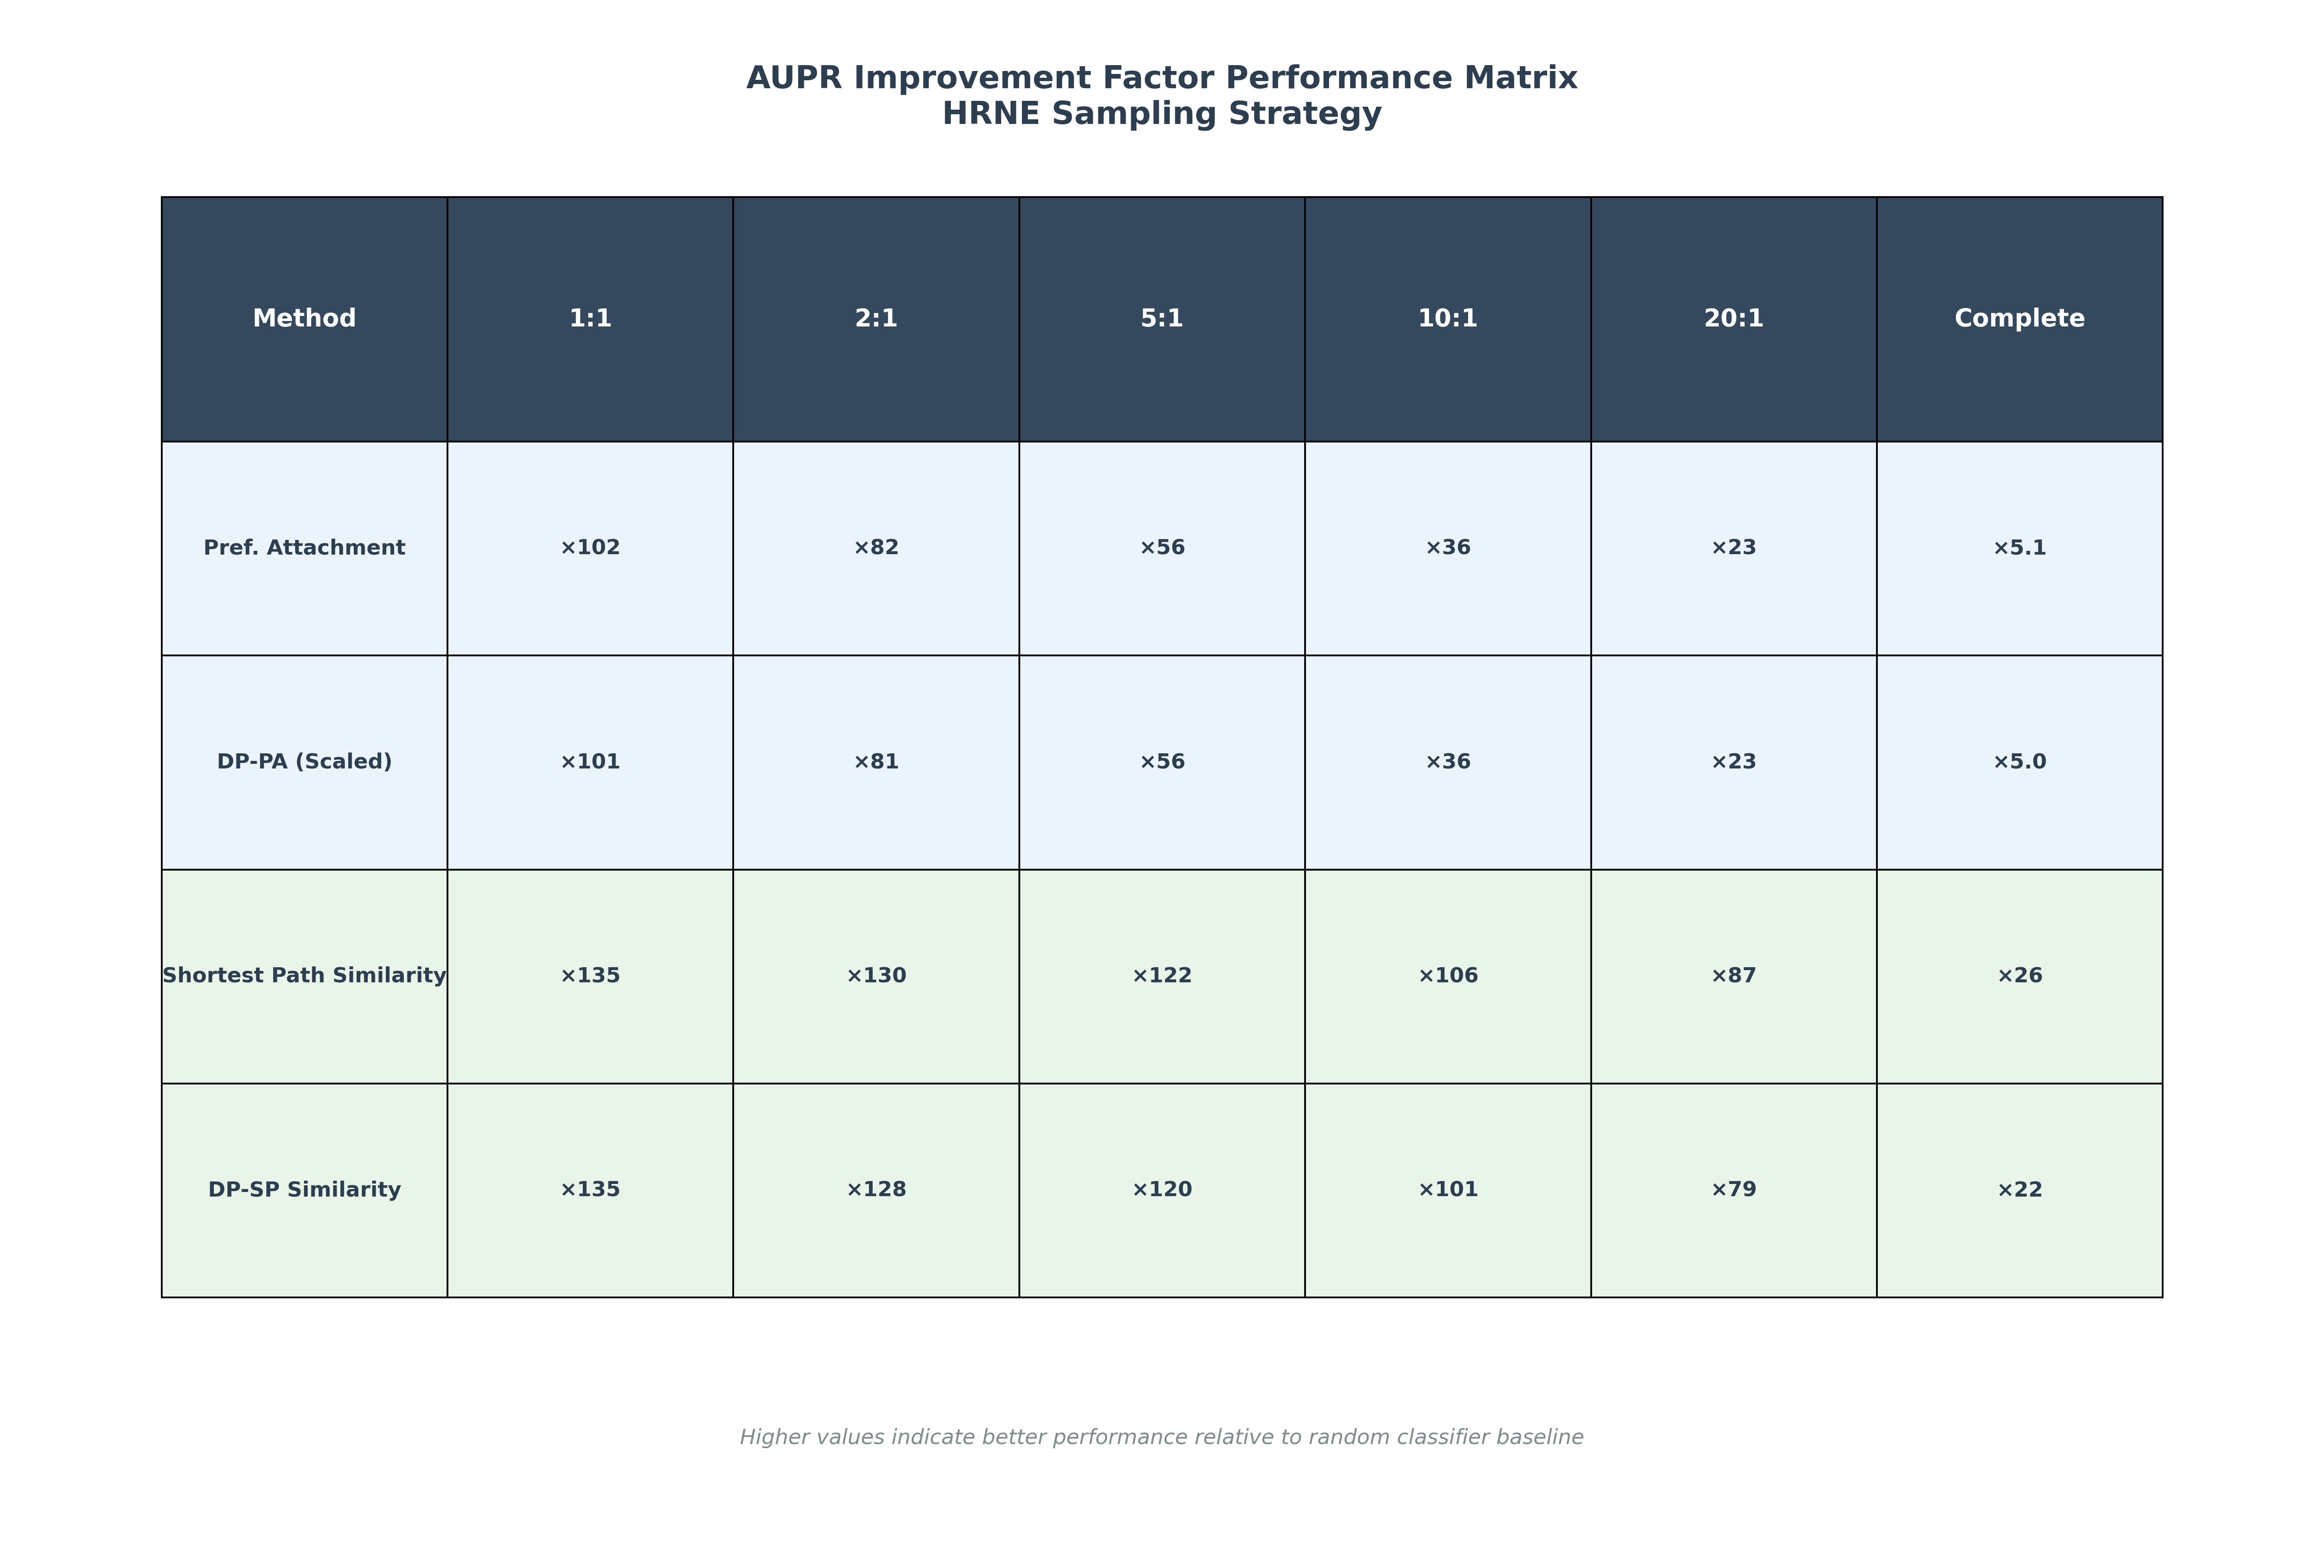 AUPR Improvement Factor Performance Matrix
HRNE Sampling Strategy
Method 1:1 2:1 5:1 10:1 20:1 Complete
Pref. Attachment ×102 ×82 ×56 ×36 ×23 ×5.1
DP-PA (Scaled) ×101 ×81 ×56 ×36 ×23 ×5.0
Shortest Path Similarity ×135 ×130 ×122 ×106 ×87 ×26
DP-SP Similarity ×135 ×128 ×120 ×101 ×79 ×22
Higher values indicate better performance relative to random classifier baseline